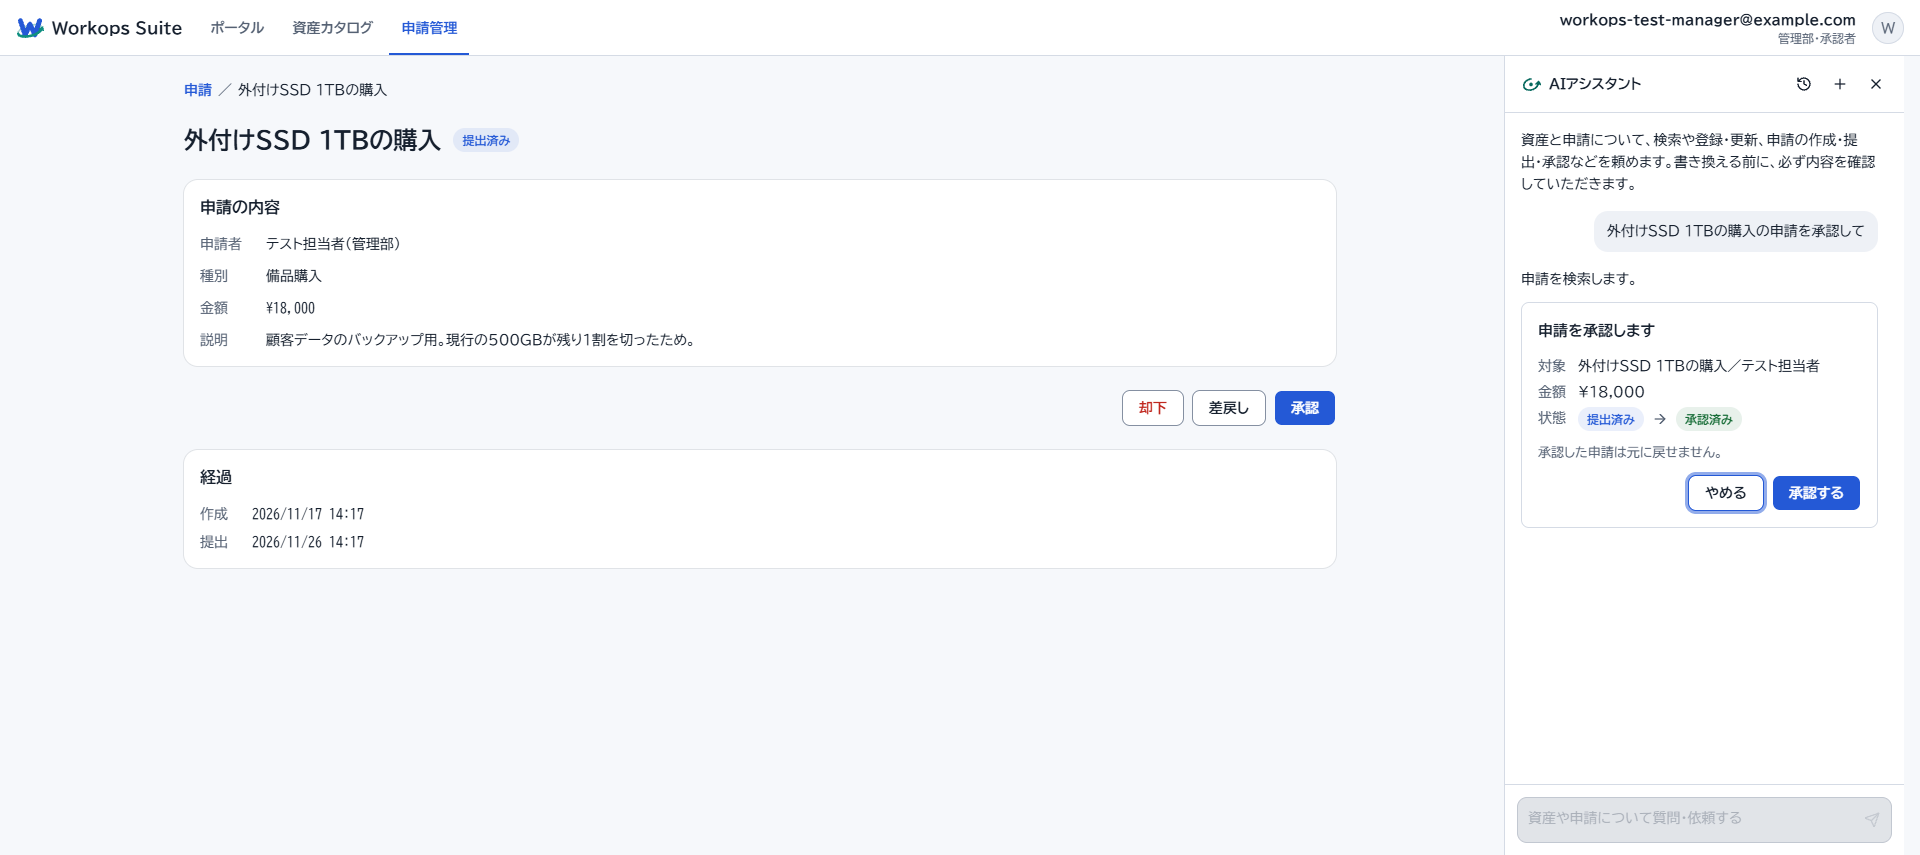 Workops Suite
ポータル
資産カタログ
申請管理
workops-test-manager@example.com
管理部・承認者
W
申請 ／ 外付けSSD 1TBの購入
外付けSSD 1TBの購入 提出済み
申請の内容
申請者 テスト担当者（管理部）
種別 備品購入
金額 ¥18,000
説明 顧客データのバックアップ用。現行の500GBが残り1割を切ったため。
却下 差戻し 承認
経過
作成 2026/11/17 14:17
提出 2026/11/26 14:17
AIアシスタント
資産と申請について、検索や登録・更新、申請の作成・提
出・承認などを頼めます。書き換える前に、必ず内容を確認
していただきます。
外付けSSD 1TBの購入の申請を承認して
申請を検索します。
申請を承認します
対象 外付けSSD 1TBの購入／テスト担当者
金額 ¥18,000
状態 提出済み → 承認済み
承認した申請は元に戻せません。
やめる 承認する
資産や申請について質問・依頼する